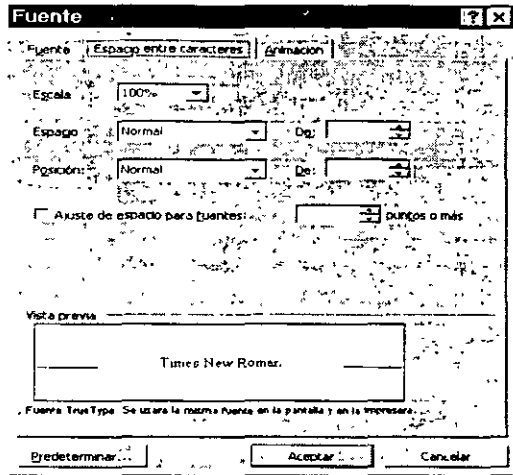 Fuente
Fuente Espacio entre caracteres Animación
Escala: 100%
Espacio Normal De:
Posición: Normal De:
Ajuste de espacio para fuentes: puntos o más
Vista previa
Times New Roman.
Fuente TrueType. Se usara la misma fuente en la pantalla y en la impresora.
Predeterminar... Aceptar Cancelar